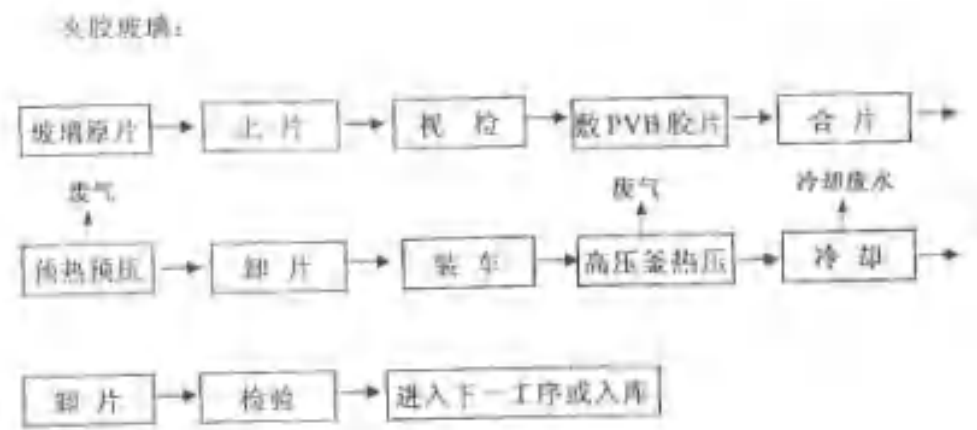 夹胶玻璃：
玻璃原片 上片 视检 敷PVB胶片 合片
废气 废气 冷却废水
预热预压 卸片 装车 高压釜热压 冷却
卸片 检验 进入下一工序或入库